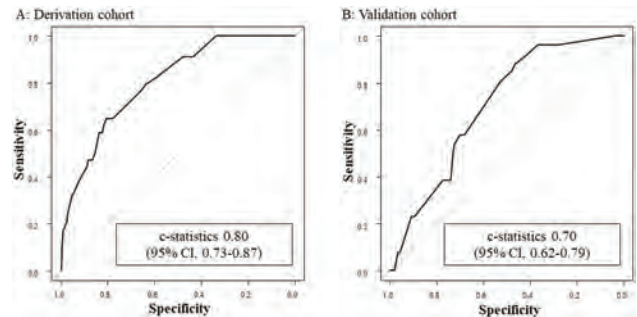 A: Derivation cohort
1.0
0.8
0.6
0.4
0.2
0.0
Sensitivity
c-statistics 0.80
(95% CI, 0.73-0.87)
1.0 0.8 0.6 0.4 0.2 0.0
Specificity
B: Validation cohort
1.0
0.8
0.6
0.4
0.2
0.0
Sensitivity
c-statistics 0.70
(95% CI, 0.62-0.79)
1.0 0.8 0.6 0.4 0.2 0.0
Specificity